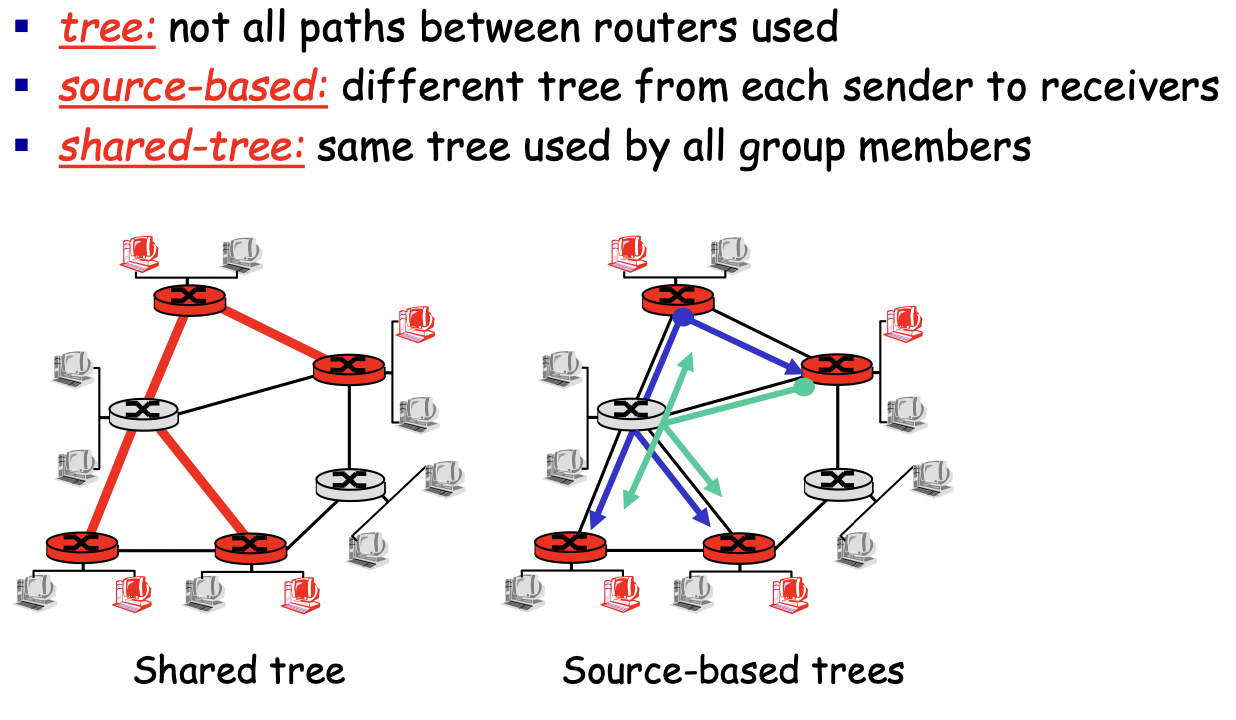 tree: not all paths between routers used
source-based: different tree from each sender to receivers
shared-tree: same tree used by all group members
Shared tree
Source-based trees